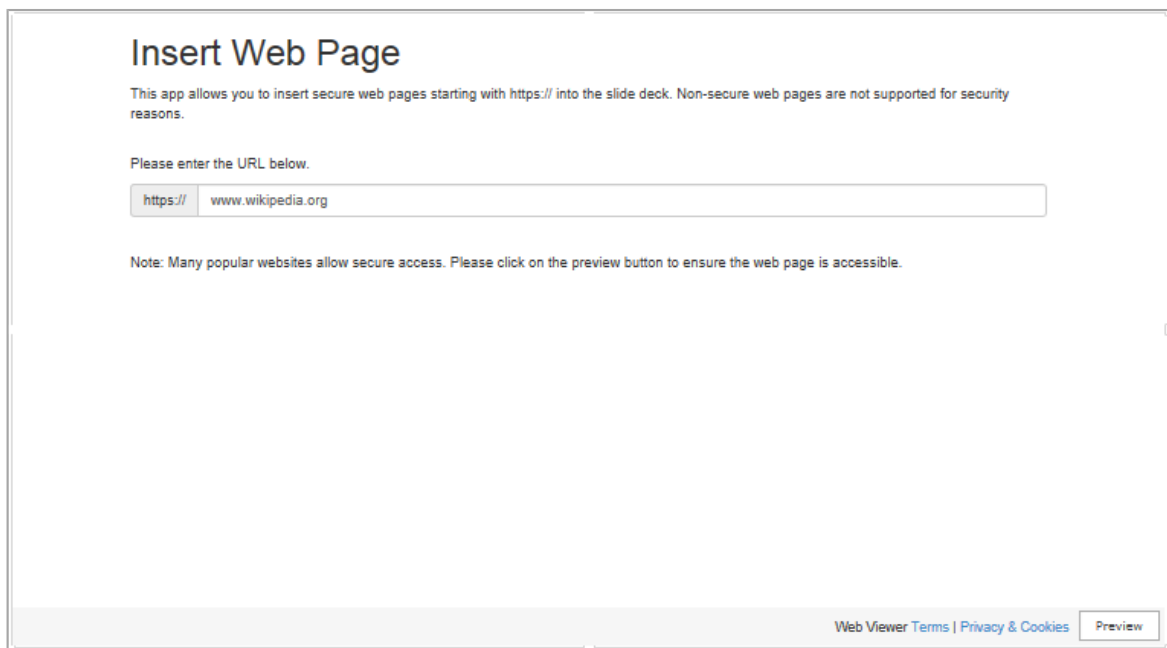 Insert Web Page
This app allows you to insert secure web pages starting with https:// into the slide deck. Non-secure web pages are not supported for security
reasons.
Please enter the URL below.
https:// www.wikipedia.org
Note: Many popular websites allow secure access. Please click on the preview button to ensure the web page is accessible.
Web Viewer Terms | Privacy & Cookies Preview